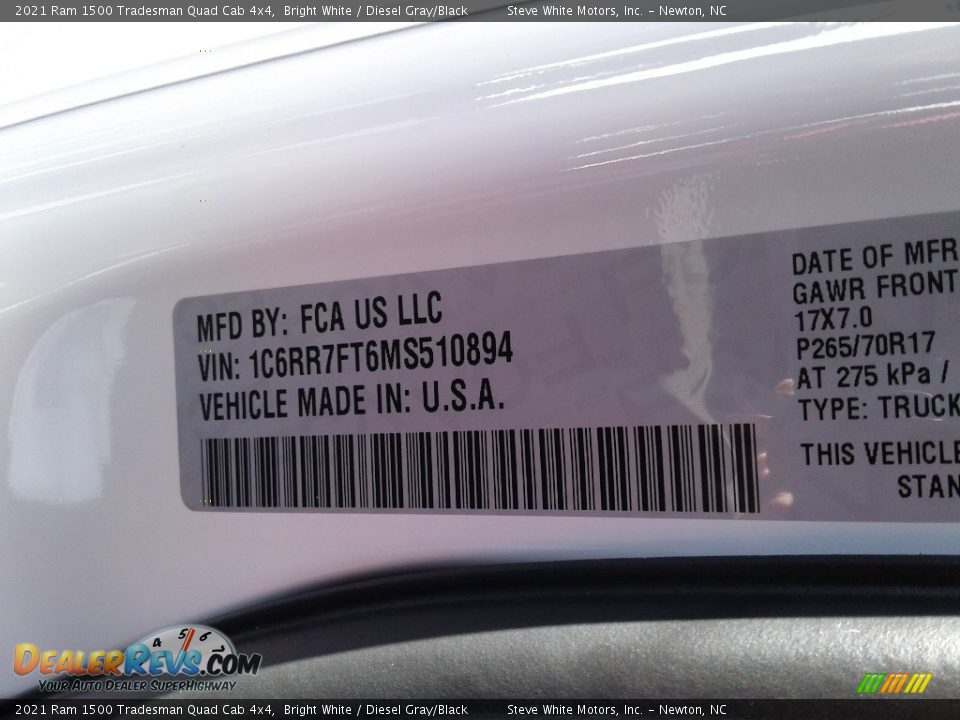 2021 Ram 1500 Tradesman Quad Cab 4x4, Bright White / Diesel Gray/Black Steve White Motors, Inc. – Newton, NC
MFD BY: FCA US LLC
VIN: 1C6RR7FT6MS510894
VEHICLE MADE IN: U.S.A.
DATE OF MFR
GAWR FRONT
17X7.0
P265/70R17
AT 275 kPa /
TYPE: TRUCK
THIS VEHICLE
STAN
4 5 6
DEALERREVS.COM
YOUR AUTO DEALER SUPERHIGHWAY
2021 Ram 1500 Tradesman Quad Cab 4x4, Bright White / Diesel Gray/Black Steve White Motors, Inc. – Newton, NC